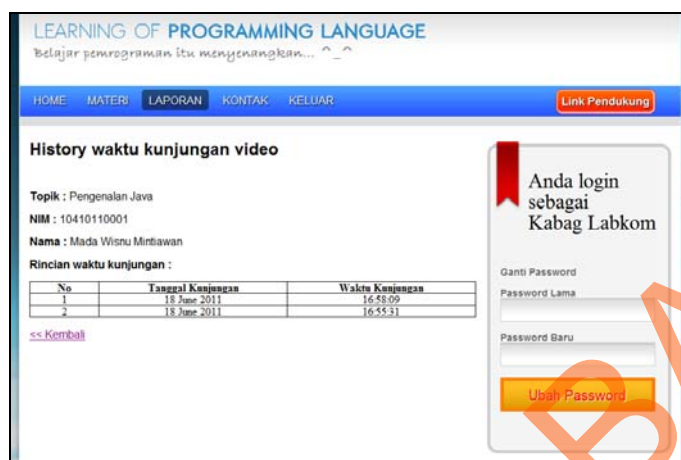 LEARNING OF PROGRAMMING LANGUAGE
Belajar pemrograman itu menyenangkan... ^_^
HOME MATERI LAPORAN KONTAK KELUAR Link Pendukung
History waktu kunjungan video
Topik : Pengenalan Java
NIM : 10410110001
Nama : Mada Wisnu Mintiawan
Rincian waktu kunjungan :
No Tanggal Kunjungan Waktu Kunjungan
1 18 June 2011 16:58:09
2 18 June 2011 16:55:31
<< Kembali
Anda login
sebagai
Kabag Labkom
Ganti Password
Password Lama
Password Baru
Ubah Password